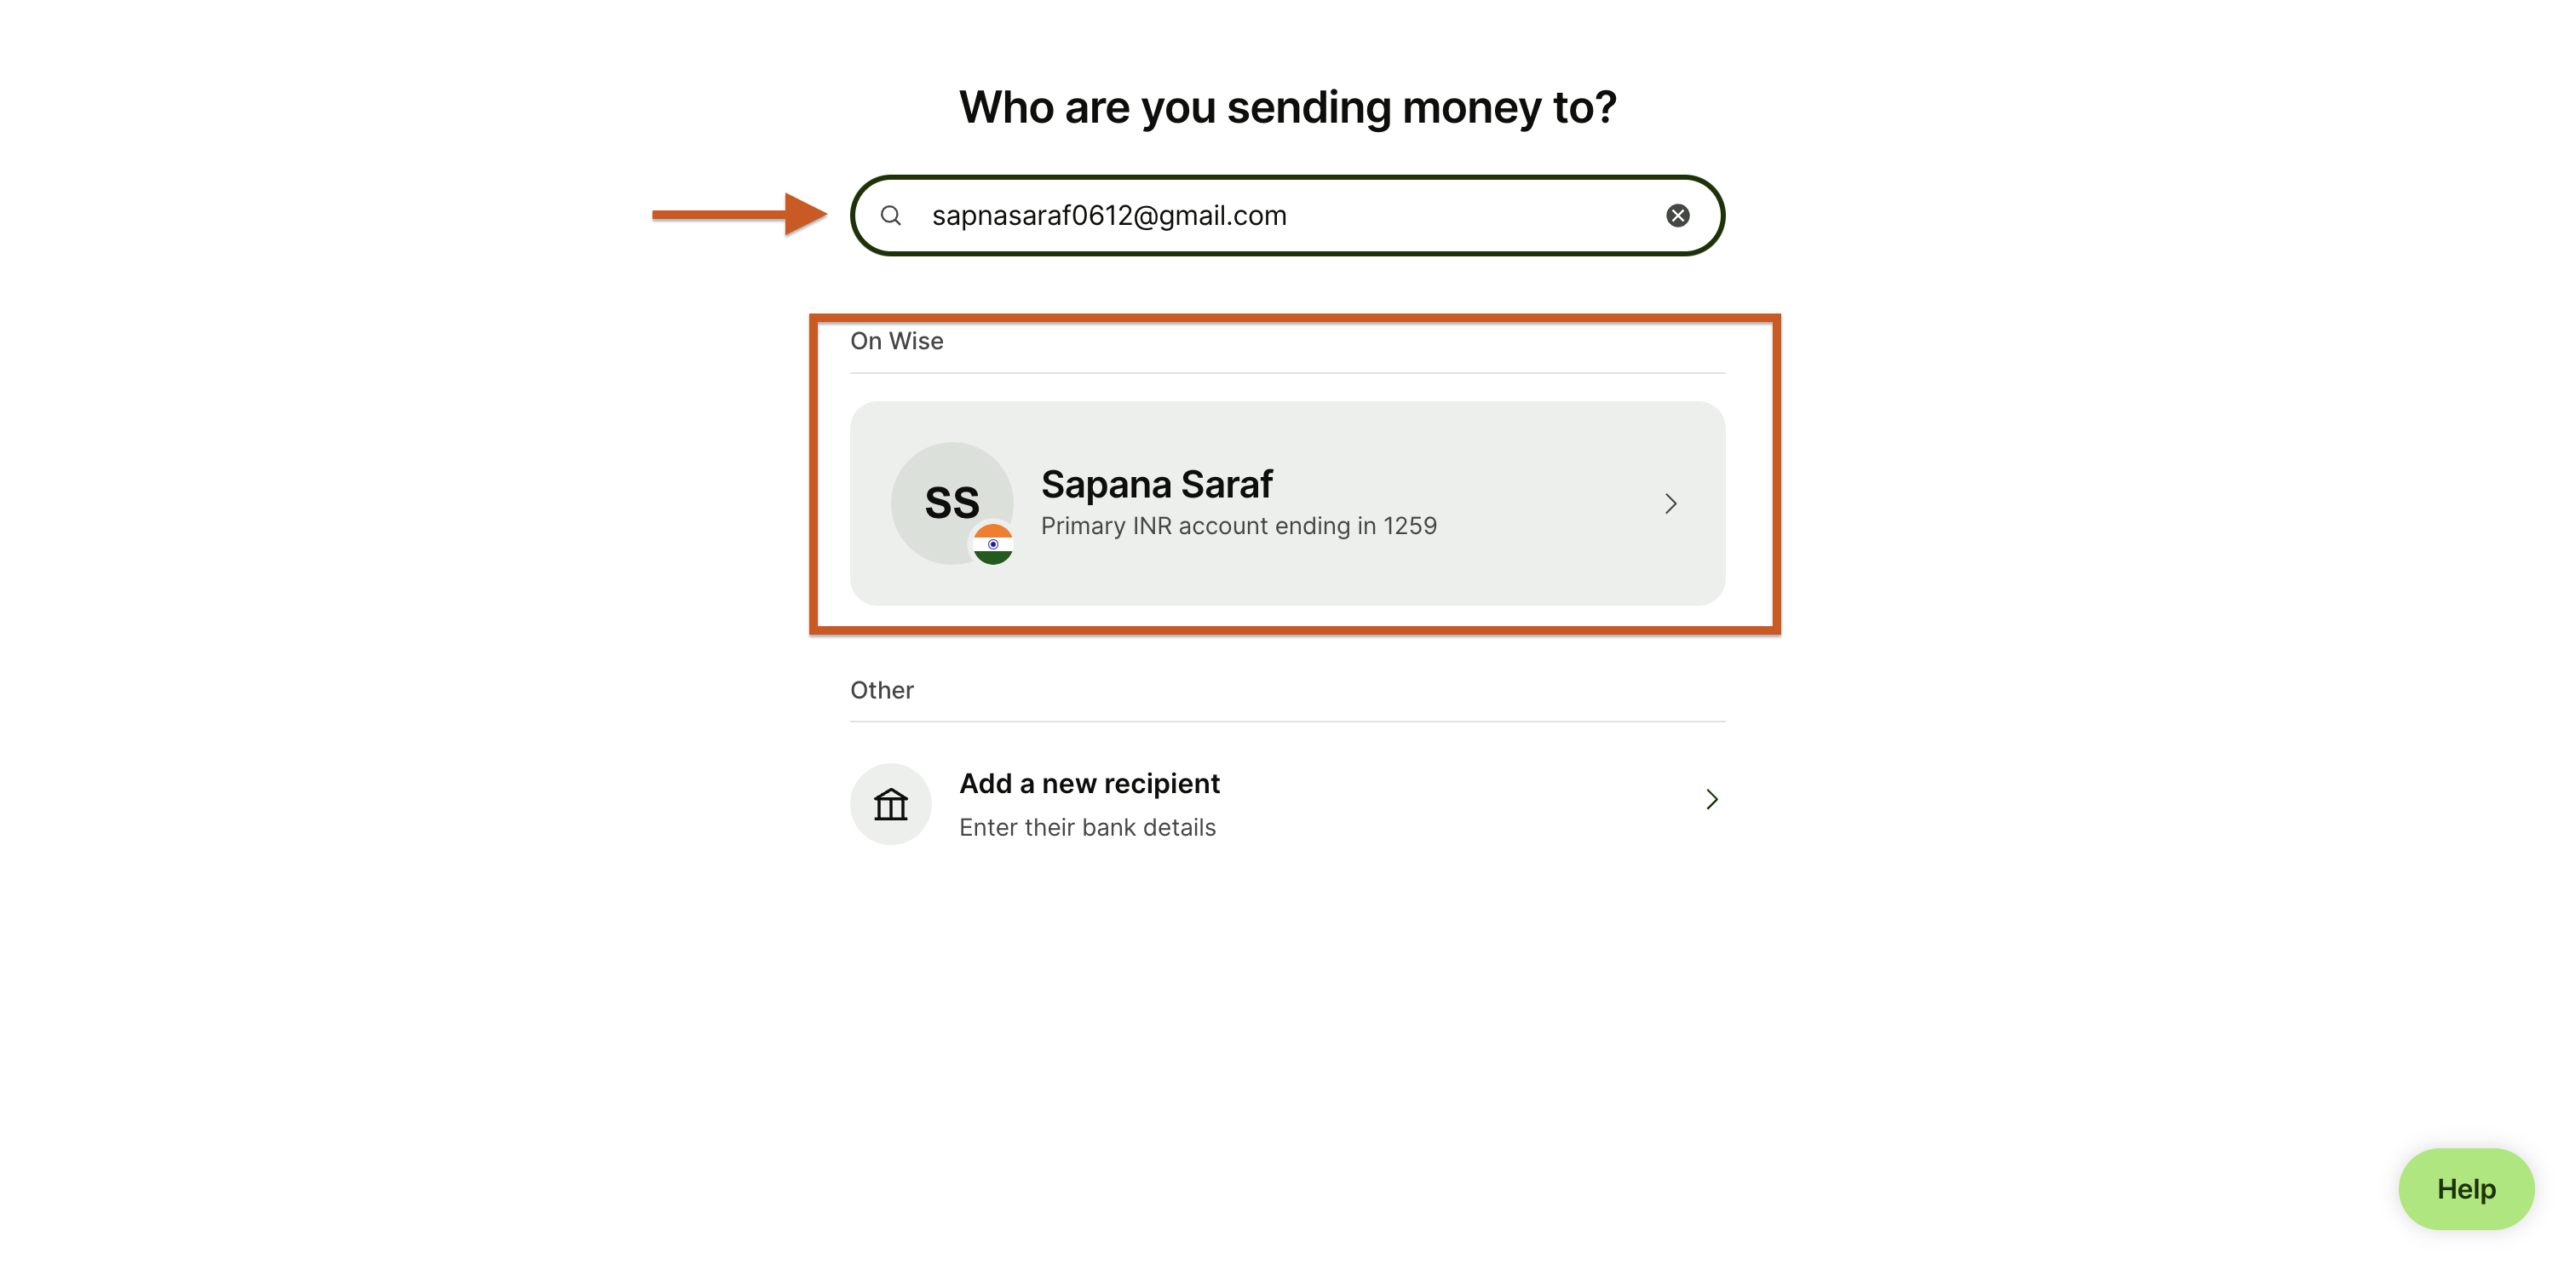 Who are you sending money to?
sapnasaraf0612@gmail.com
On Wise
SS
Sapana Saraf
Primary INR account ending in 1259
Other
Add a new recipient
Enter their bank details
Help